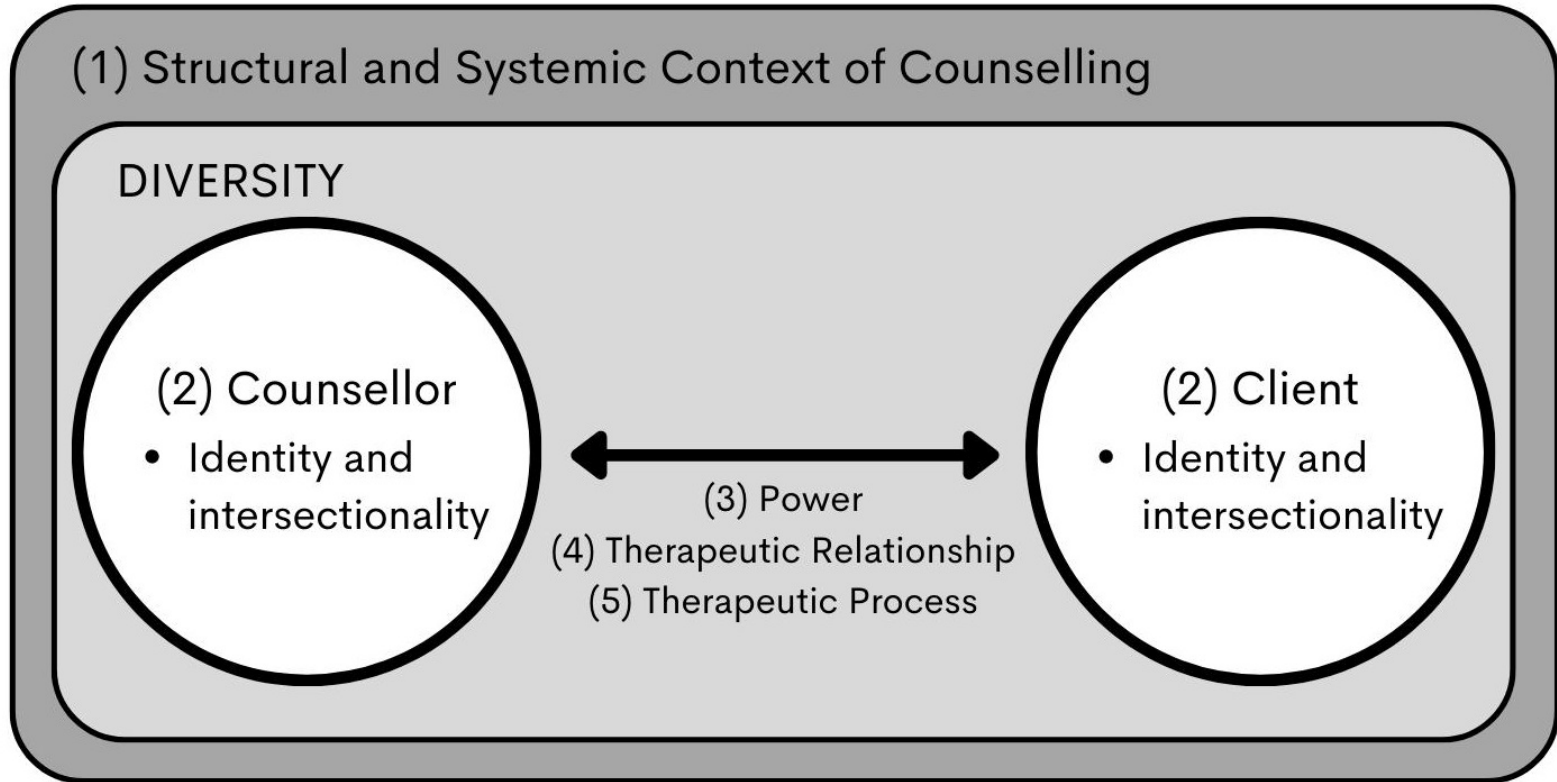 (1) Structural and Systemic Context of Counselling
DIVERSITY
(2) Counsellor
• Identity and
intersectionality
(3) Power
(4) Therapeutic Relationship
(5) Therapeutic Process
(2) Client
• Identity and
intersectionality